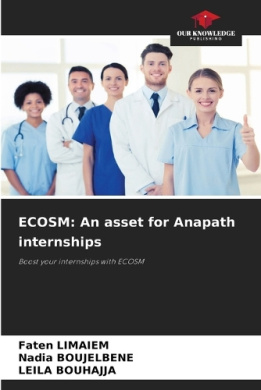 OUR KNOWLEDGE
PUBLISHING
ECOSM: An asset for Anapath
internships
Boost your internships with ECOSM
Faten LIMAIEM
Nadia BOUJELBENE
LEILA BOUHAJJA